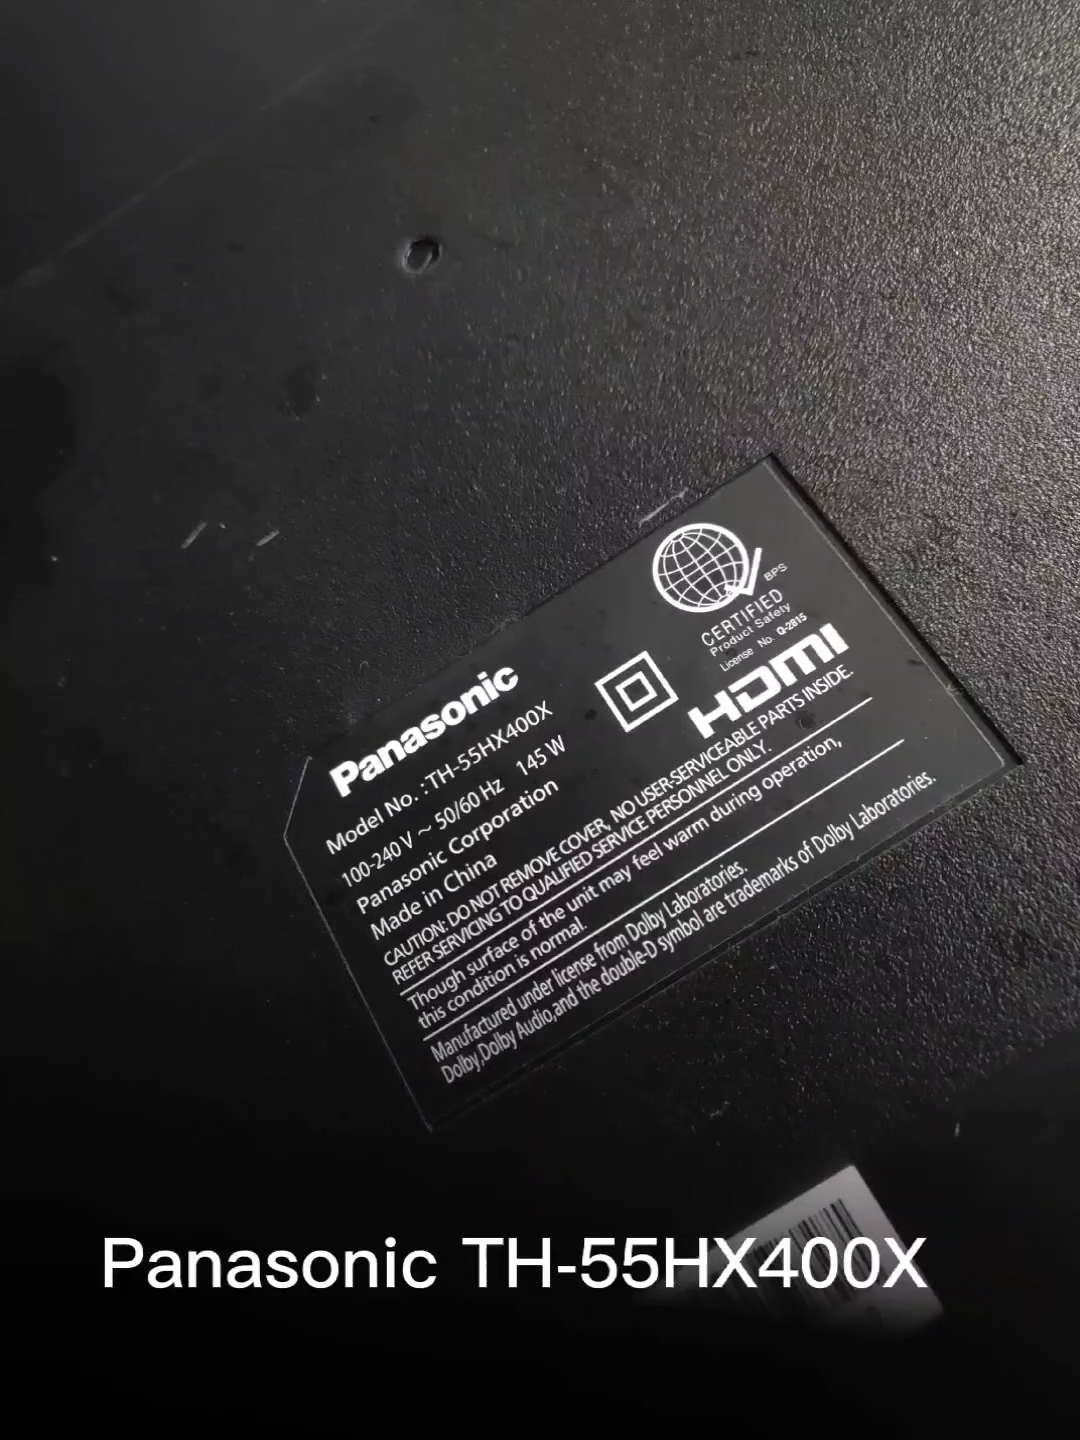 BPS
CERTIFIED
Product Safety
License No. Q-2815
HDMI
Panasonic
Model No. : TH-55HX400X
100-240 V ~ 50/60 Hz 145 W
Panasonic Corporation
Made in China
CAUTION: DO NOT REMOVE COVER, NO USER-SERVICEABLE PARTS INSIDE.
REFER SERVICING TO QUALIFIED SERVICE PERSONNEL ONLY.
Though surface of the unit may feel warm during operation,
this condition is normal.
Manufactured under license from Dolby Laboratories.
Dolby,Dolby Audio,and the double-D symbol are trademarks of Dolby Laboratories.
Panasonic TH-55HX400X